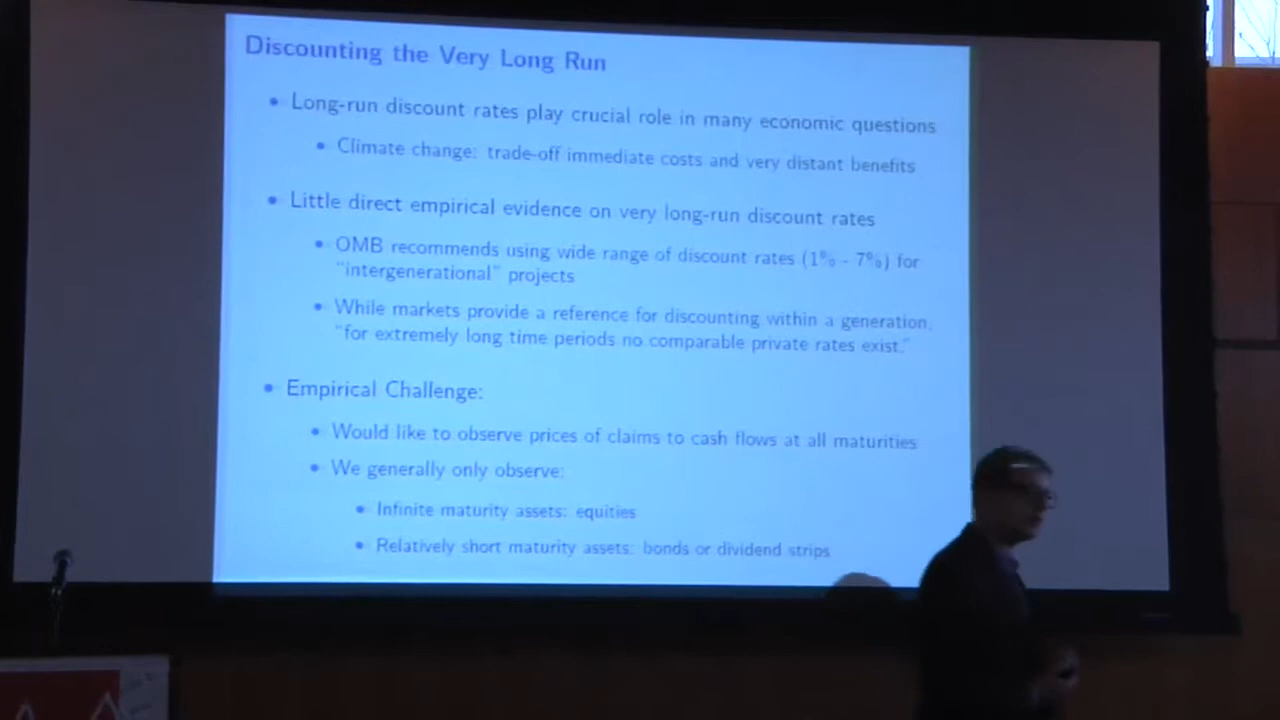 Discounting the Very Long Run
• Long-run discount rates play crucial role in many economic questions
• Climate change: trade-off immediate costs and very distant benefits
• Little direct empirical evidence on very long-run discount rates
• OMB recommends using wide range of discount rates (1% - 7%) for
"intergenerational" projects
• While markets provide a reference for discounting within a generation,
"for extremely long time periods no comparable private rates exist."
• Empirical Challenge:
• Would like to observe prices of claims to cash flows at all maturities
• We generally only observe:
• Infinite maturity assets: equities
• Relatively short maturity assets: bonds or dividend strips